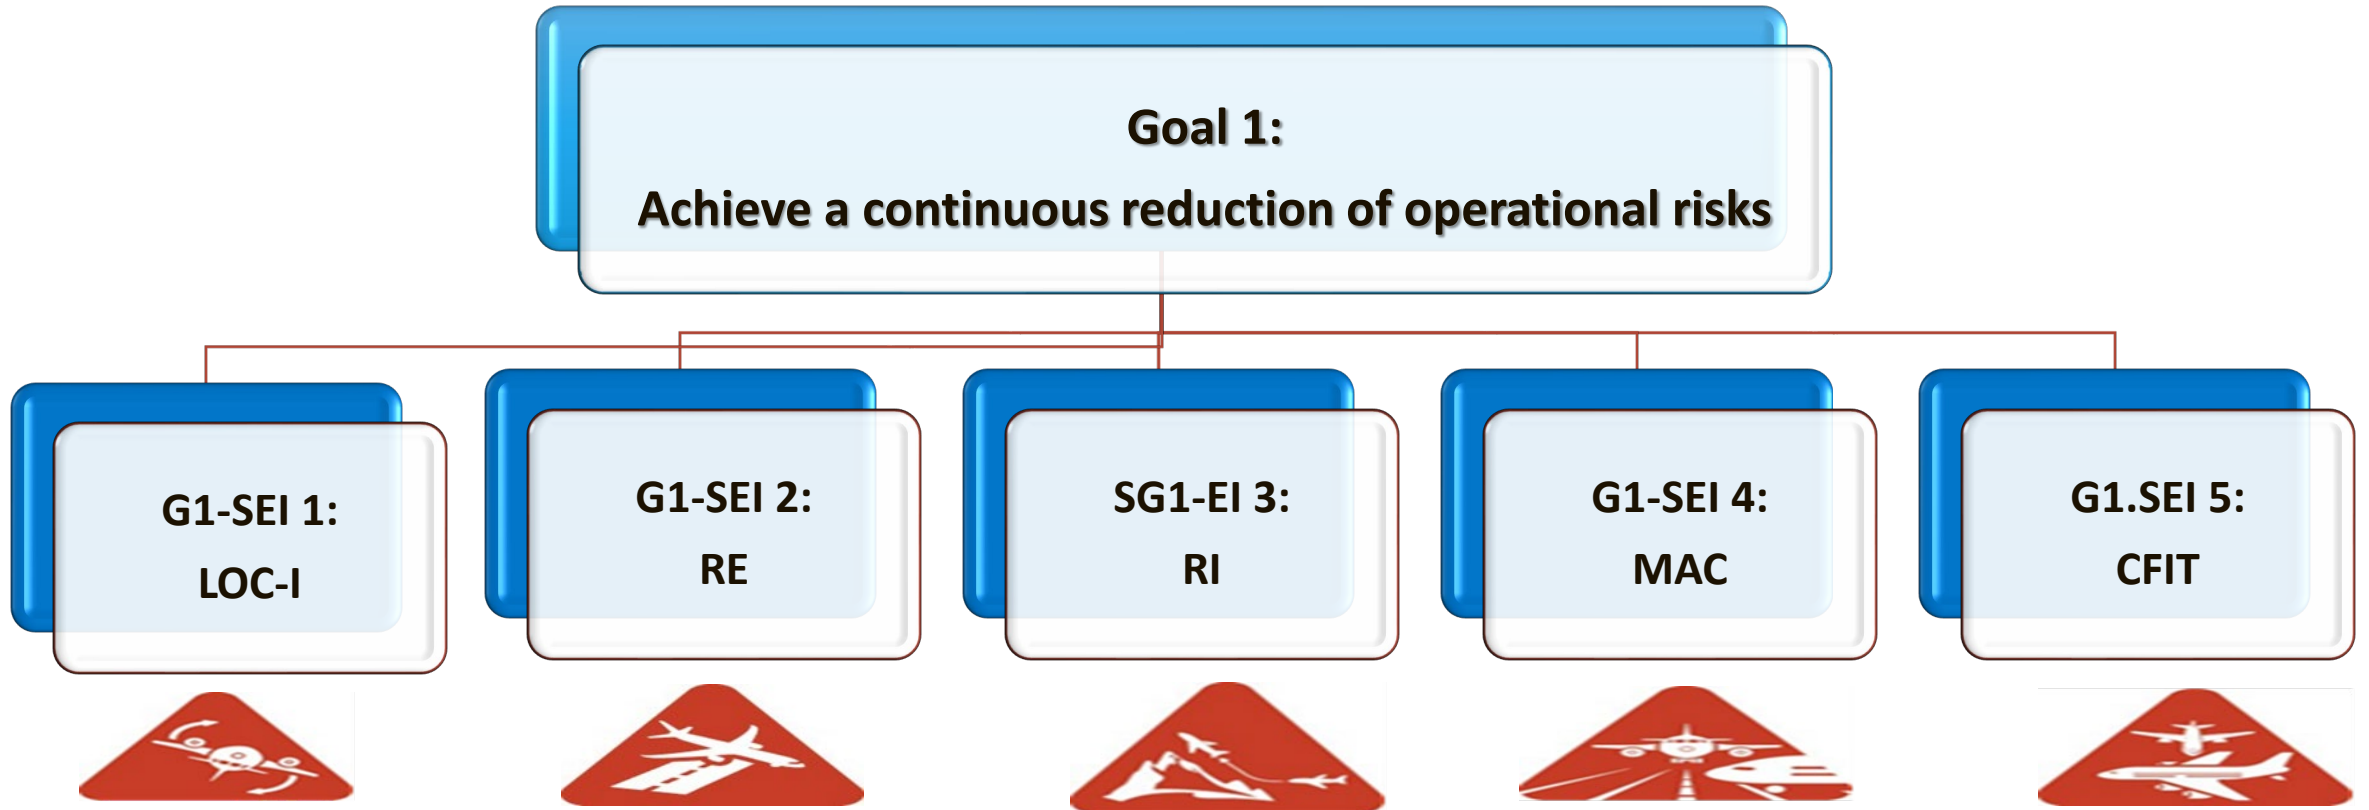 Goal 1:
Achieve a continuous reduction of operational risks
G1-SEI 1:
LOC-I
G1-SEI 2:
RE
SG1-EI 3:
RI
G1-SEI 4:
MAC
G1.SEI 5:
CFIT